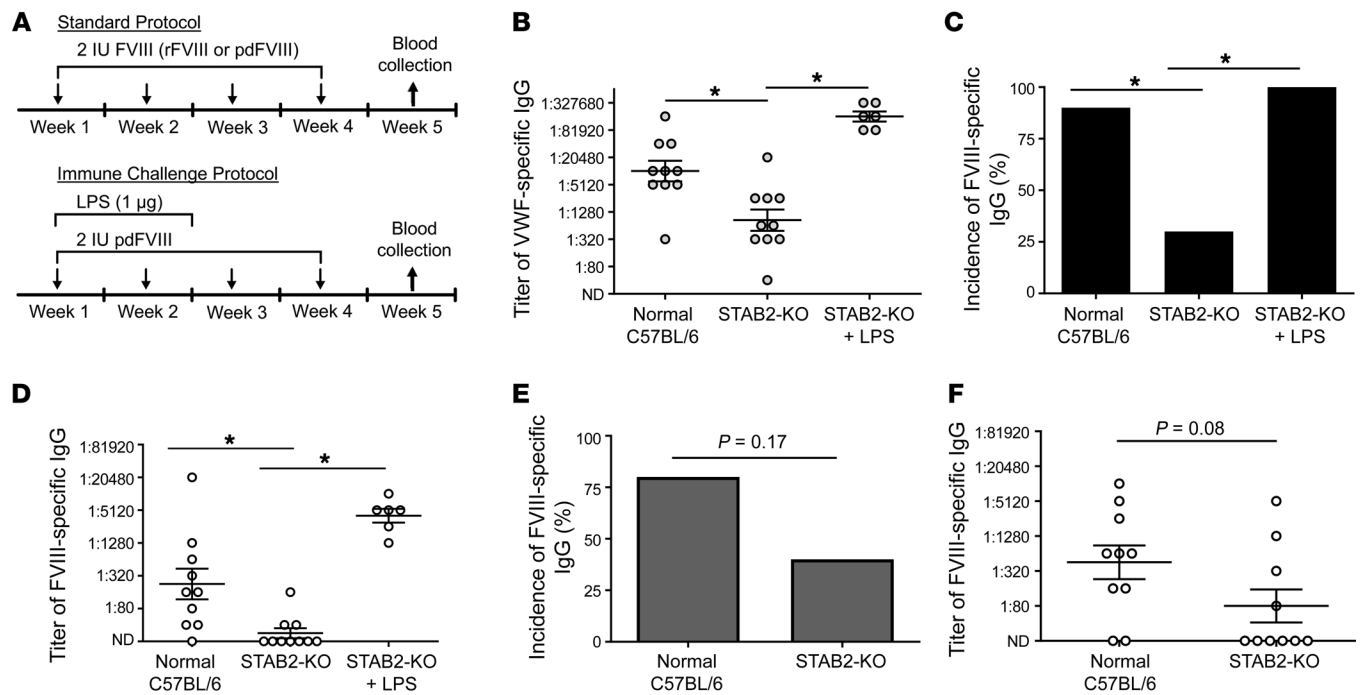 A
Standard Protocol
2 IU FVIII (rFVIII or pdFVIII)
Blood
collection
Week 1 Week 2 Week 3 Week 4 Week 5
Immune Challenge Protocol
LPS (1 µg)
2 IU pdFVIII
Blood
collection
Week 1 Week 2 Week 3 Week 4 Week 5
B
Titer of VWF-specific IgG
1:327680
1:81920
1:20480
1:5120
1:1280
1:320
1:80
ND
* *
Normal
C57BL/6
STAB2-KO
STAB2-KO
+ LPS
C
Incidence of FVIII-specific
IgG (%)
100
75
50
25
0
* *
Normal
C57BL/6
STAB2-KO
STAB2-KO
+ LPS
D
Titer of FVIII-specific IgG
1:81920
1:20480
1:5120
1:1280
1:320
1:80
ND
* *
Normal
C57BL/6
STAB2-KO
STAB2-KO
+ LPS
E
Incidence of FVIII-specific
IgG (%)
100
75
50
25
0
P = 0.17
Normal
C57BL/6
STAB2-KO
F
Titer of FVIII-specific IgG
1:81920
1:20480
1:5120
1:1280
1:320
1:80
ND
P = 0.08
Normal
C57BL/6
STAB2-KO